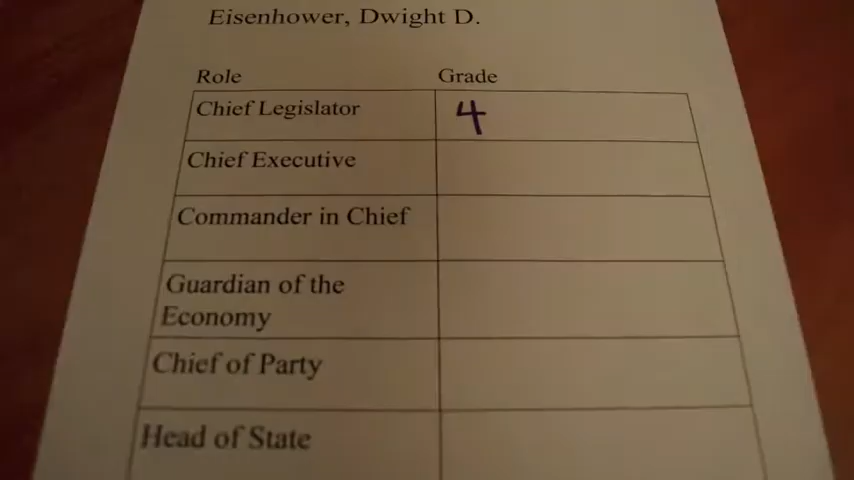 Eisenhower, Dwight D.
Role Grade
Chief Legislator 4
Chief Executive
Commander in Chief
Guardian of the
Economy
Chief of Party
Head of State